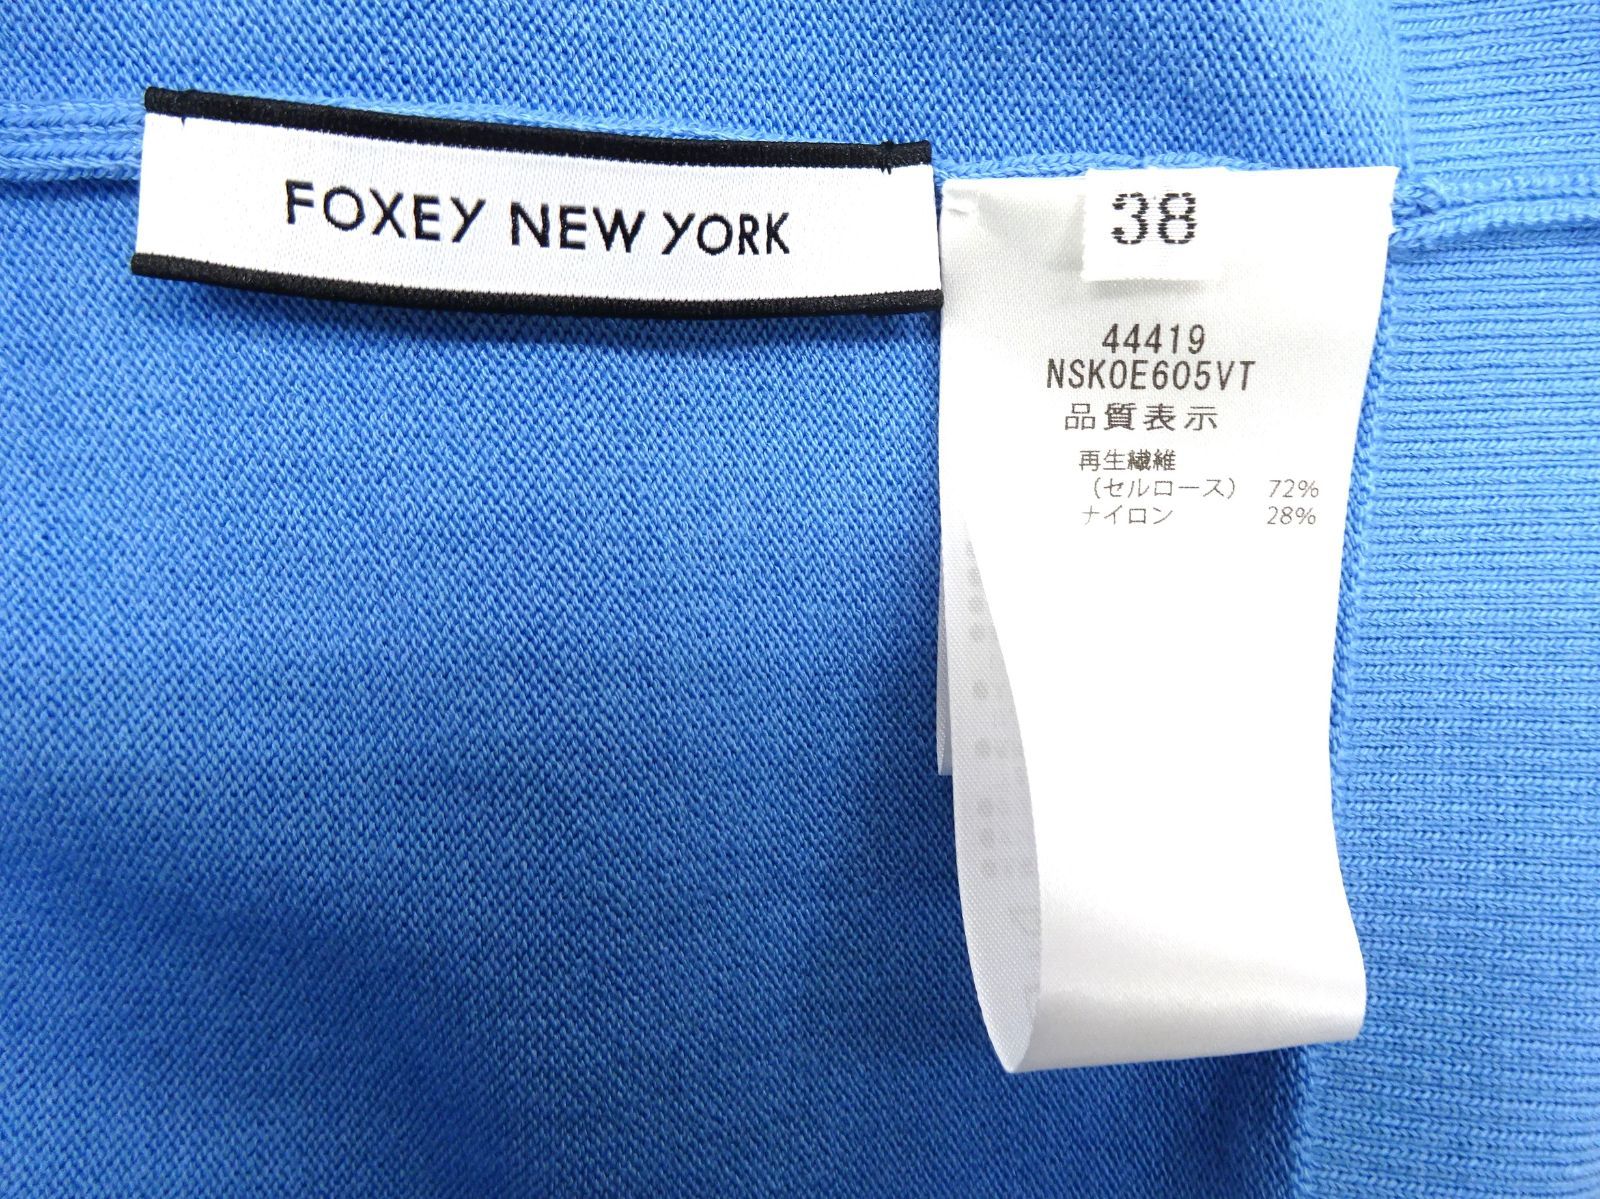 FOXEY NEW YORK
38
44419
NSK0E605VT
品質表示
再生繊維
(セルロース) 72%
ナイロン 28%